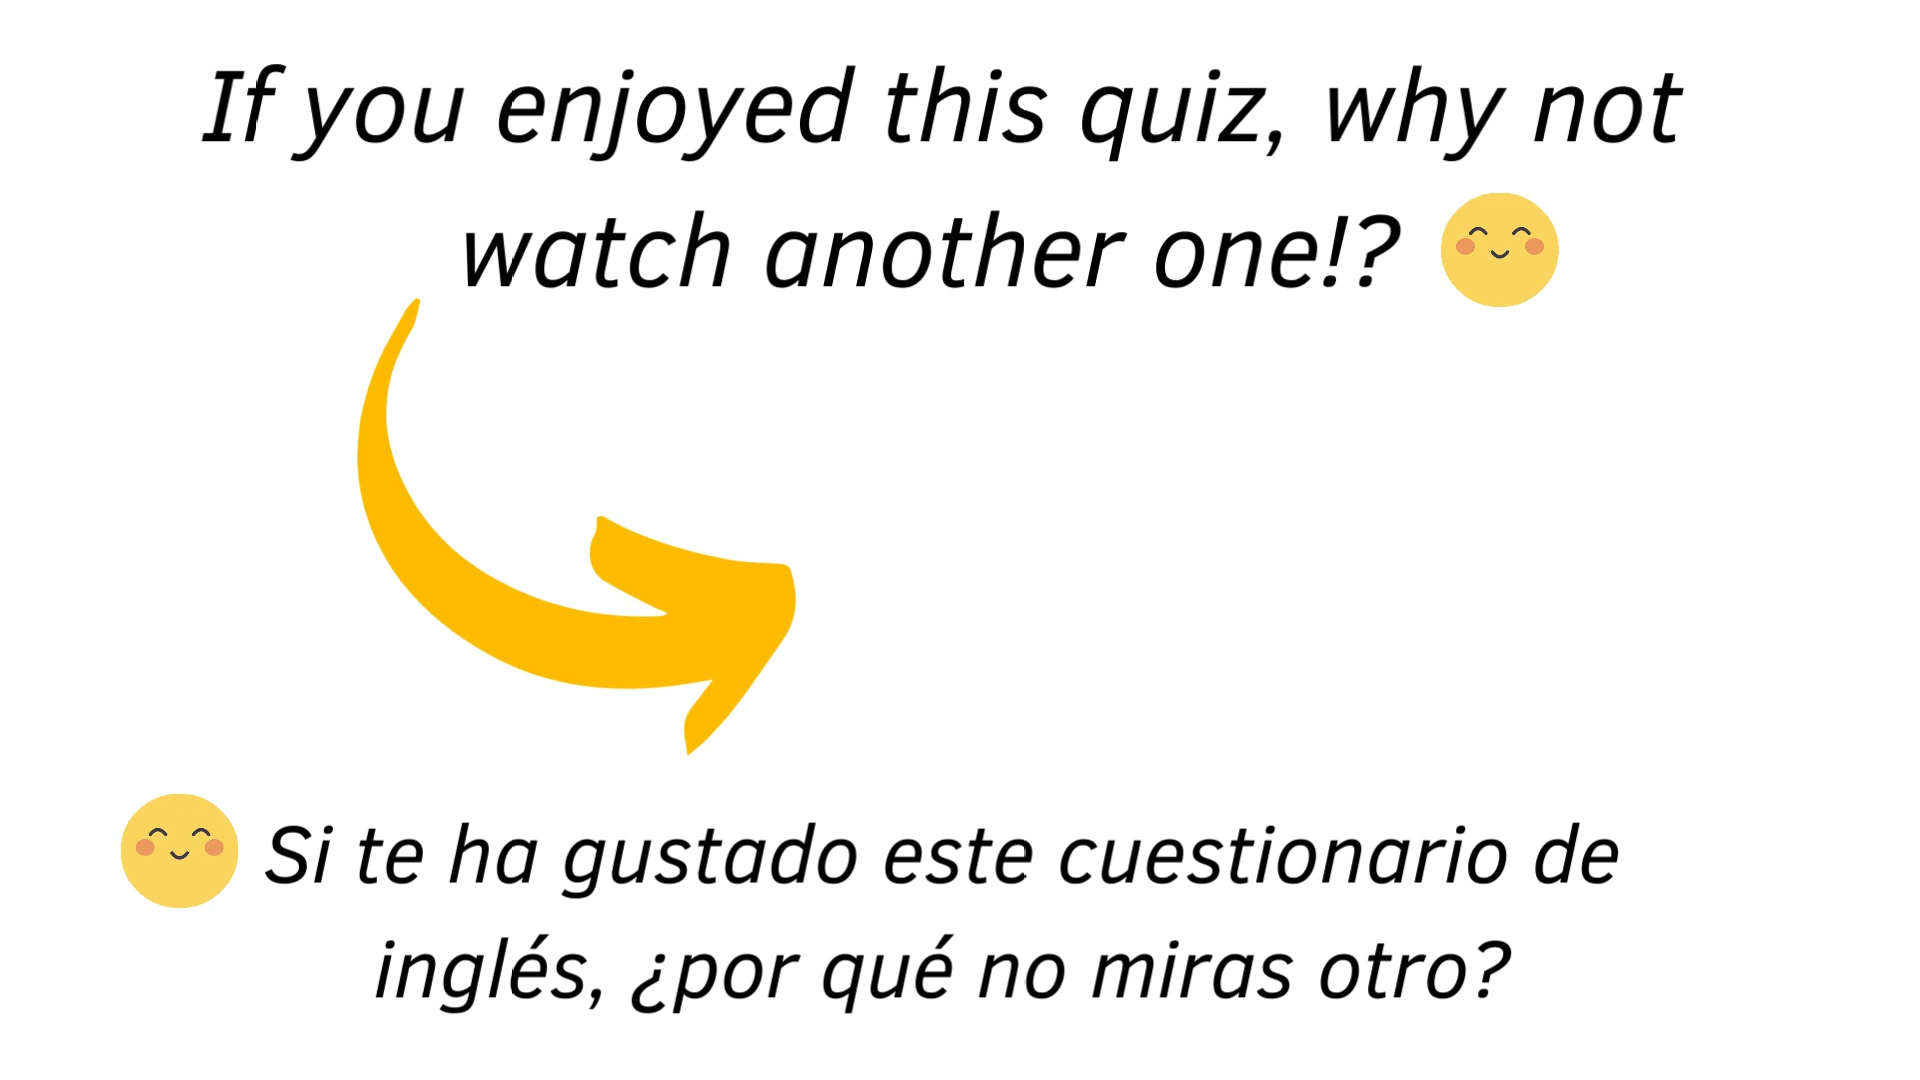 If you enjoyed this quiz, why not
watch another one!?
Si te ha gustado este cuestionario de
inglés, ¿por qué no miras otro?